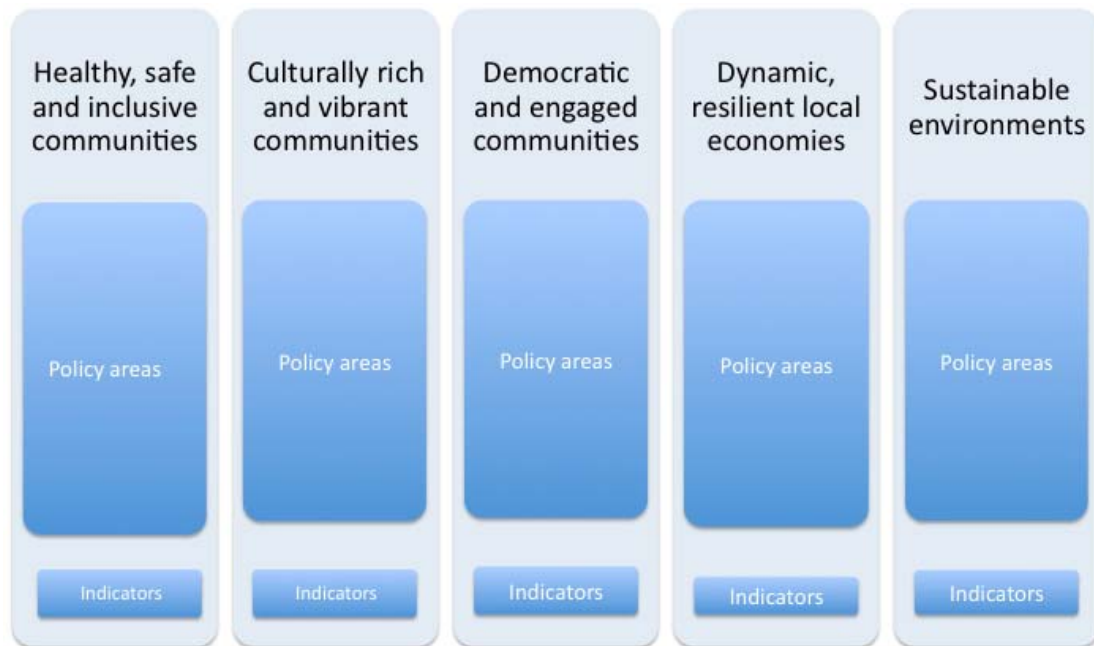 Healthy, safe
and inclusive
communities
Policy areas
Indicators
Culturally rich
and vibrant
communities
Policy areas
Indicators
Democratic
and engaged
communities
Policy areas
Indicators
Dynamic,
resilient local
economies
Policy areas
Indicators
Sustainable
environments
Policy areas
Indicators